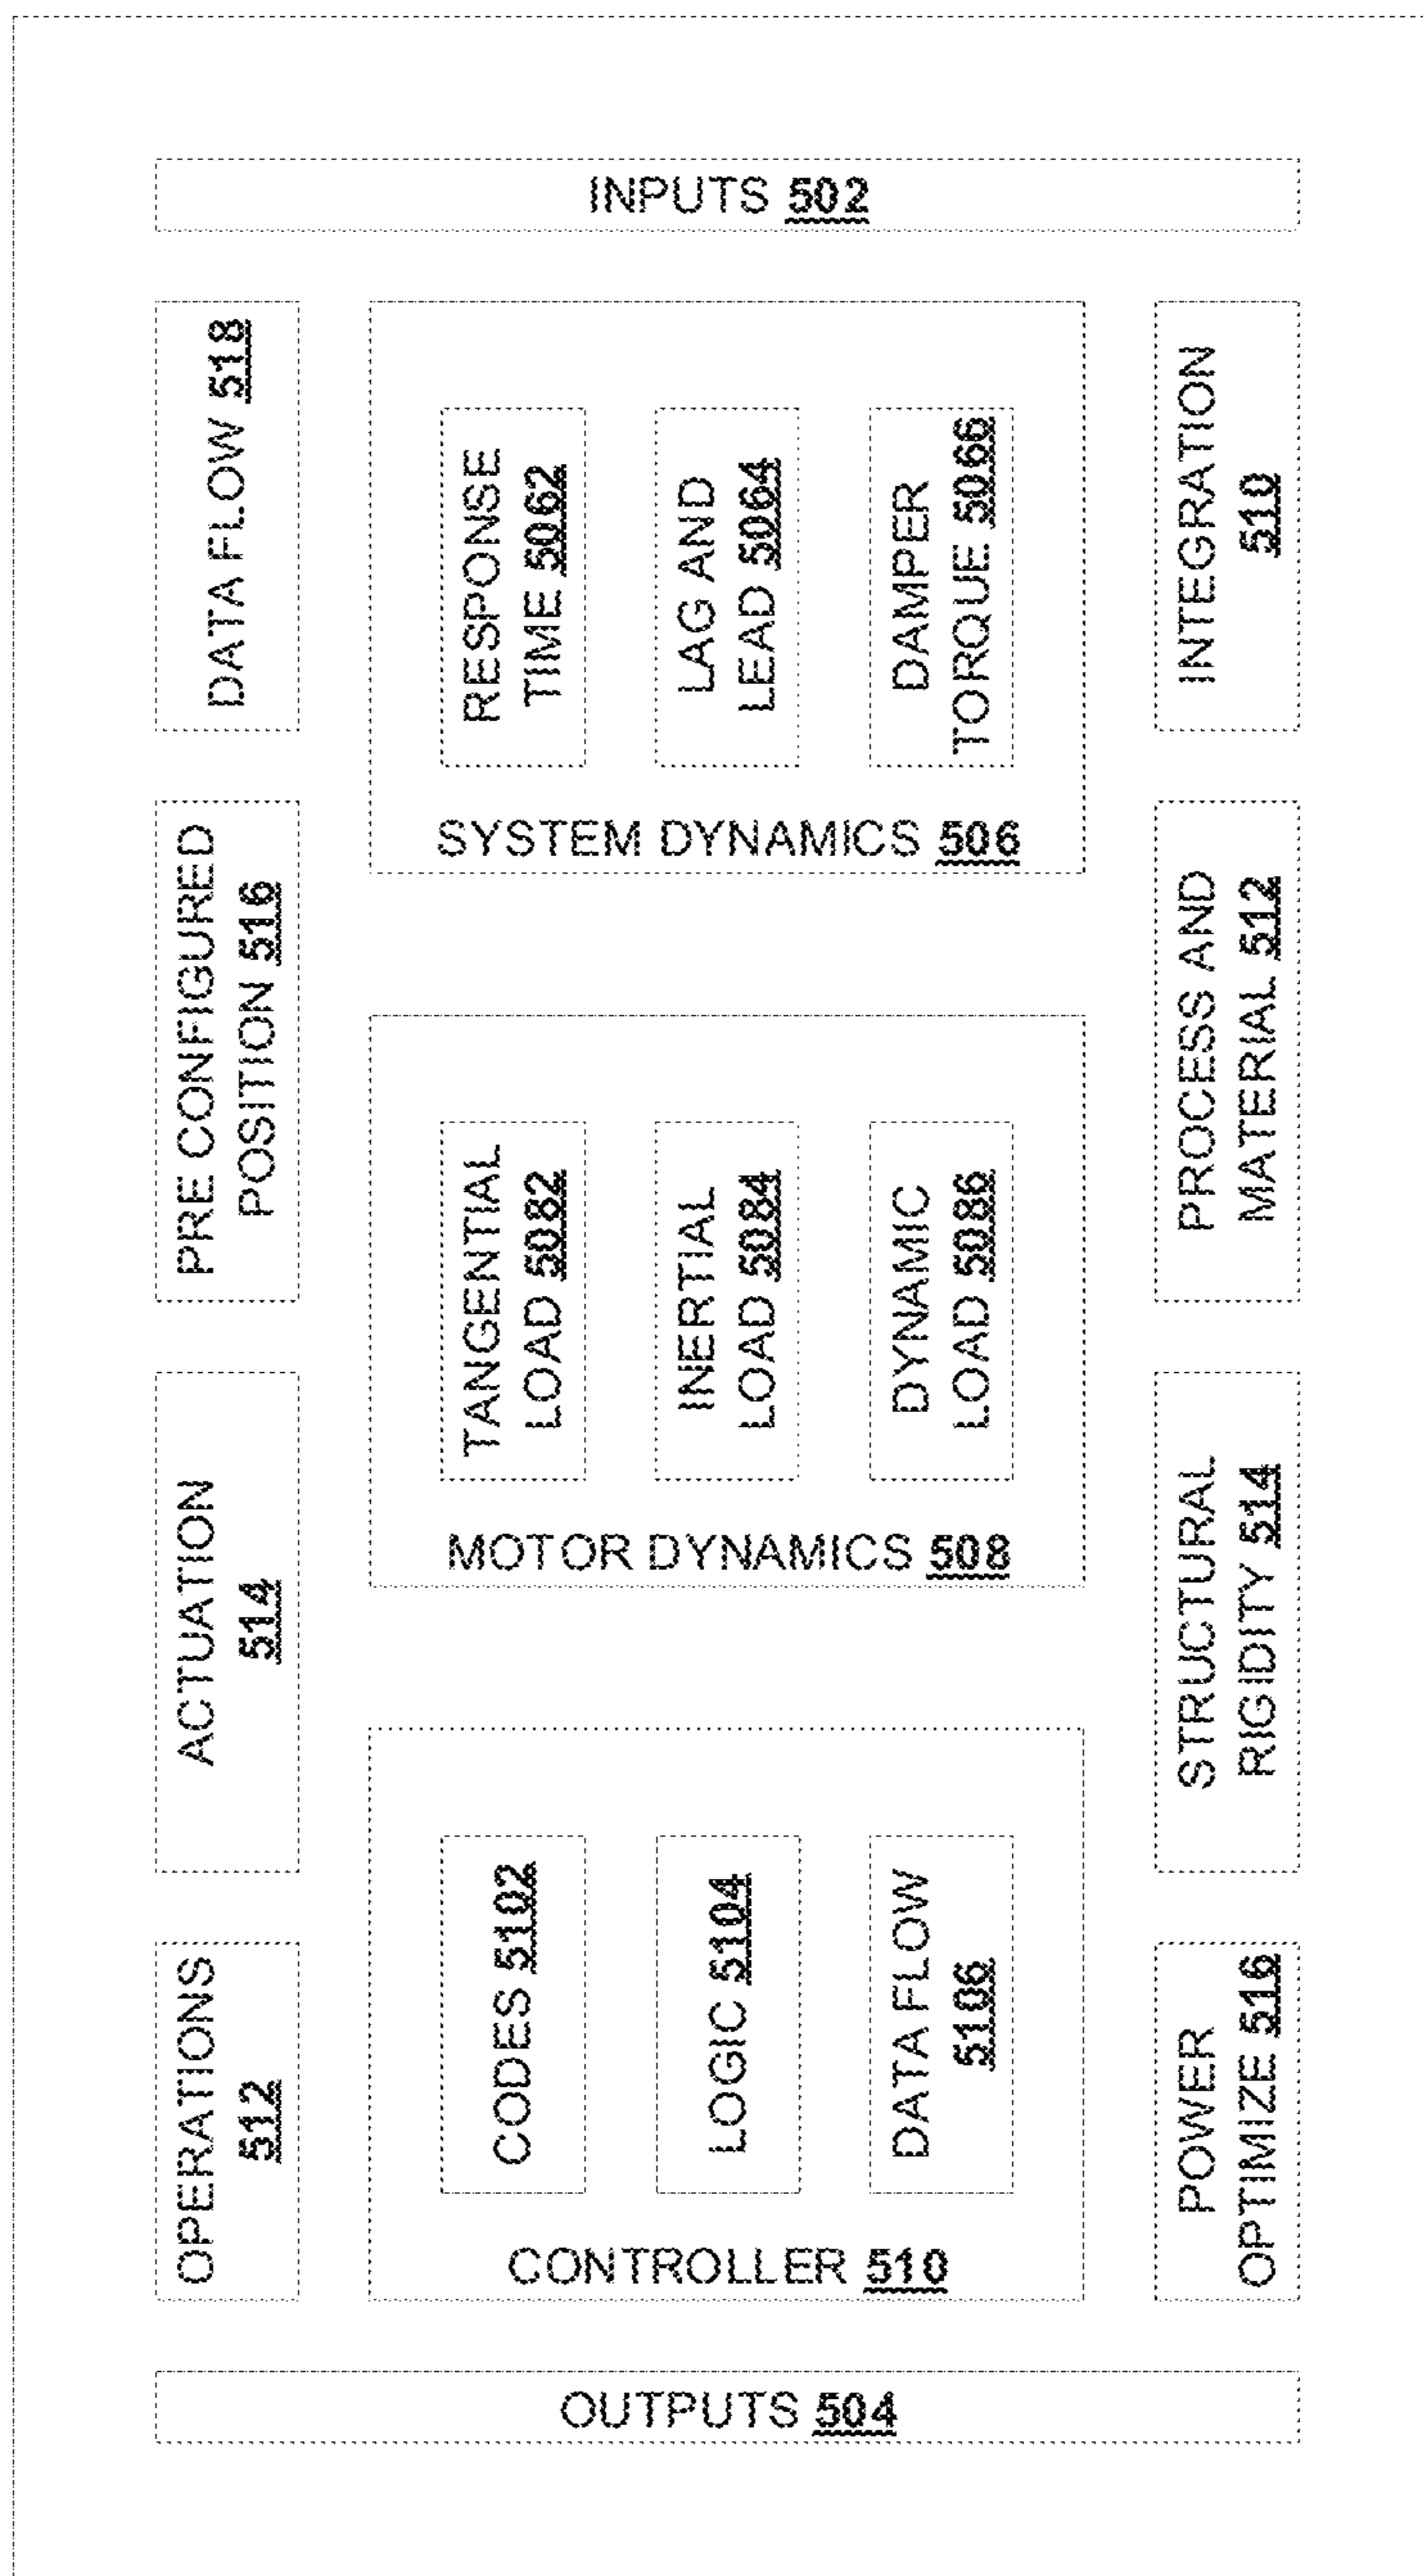 INPUTS 502
DATA FLOW 518
PRE CONFIGURED
POSITION 516
ACTUATION
514
OPERATIONS
512
RESPONSE
TIME 5062
LAG AND
LEAD 5064
DAMPER
TORQUE 5066
SYSTEM DYNAMICS 506
TANGENTIAL
LOAD 5082
INERTIAL
LOAD 5084
DYNAMIC
LOAD 5086
MOTOR DYNAMICS 508
CODES 5102
LOGIC 5104
DATA FLOW
5106
CONTROLLER 510
INTEGRATION
510
PROCESS AND
MATERIAL 512
STRUCTURAL
RIGIDITY 514
POWER
OPTIMIZE 516
OUTPUTS 504